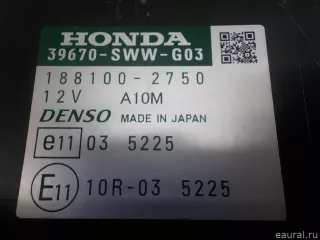 HONDA
39670-SWW-G03
188100-2750
12V A10M
DENSO MADE IN JAPAN
e11 03 5225
E11 10R-03 5225
eaural.ru